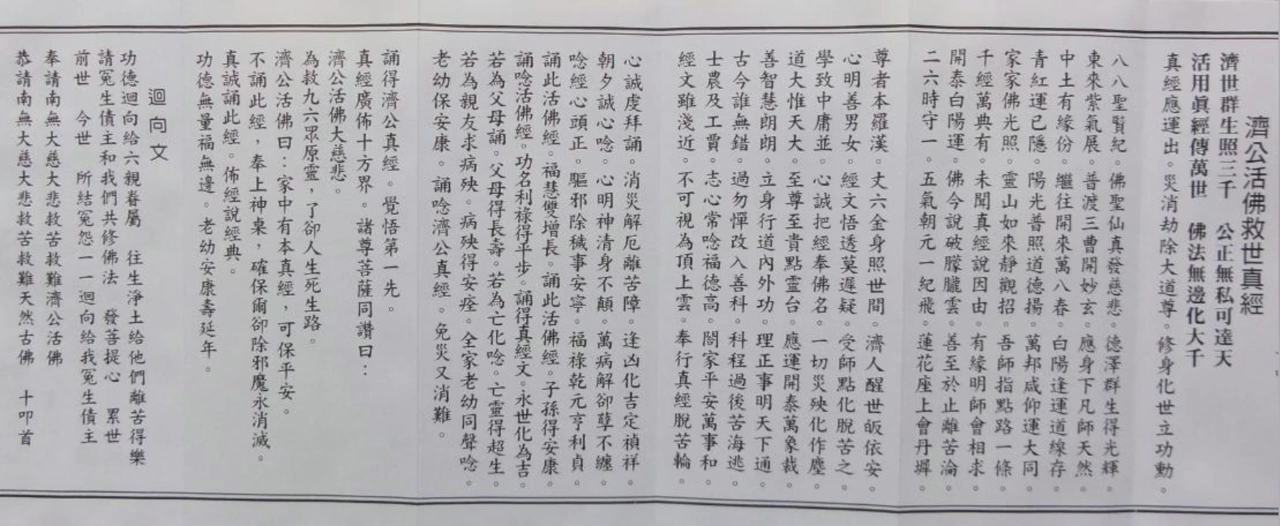 濟公活佛救世真經
濟世群生照三千　公正無私可達天
活用真經傳萬世　佛法無邊化大千
真經應運出。災消劫除大道尊。修身化世立功勳。
八八聖賢紀。佛聖仙真發慈悲。德澤群生得光輝。
東來紫氣展。普渡三曹開妙玄。應身下凡師天然。
中土有緣份。繼往開來萬八春。白陽逢運道線存。
青紅運已隱。陽光普照道德揚。萬邦咸仰運大同。
家家佛光照。靈山如來靜觀招。吾師指點路一條。
千經萬典有。未聞真經說因由。有緣明師會相求。
開泰白陽運。佛今說破朦朧雲。善至於止離苦淪。
二六時守一。五氣朝元一紀飛。蓮花座上會丹墀。
尊者本羅漢。丈六金身照世間。濟人醒世皈依安。
心明善男女。經文悟透莫遲疑。受師點化脫苦之。
學致中庸並。心誠把經奉佛名。一切災殃化作塵。
道大惟天大。至尊至貴點靈台。應運開泰萬象裁。
善智慧朗朗。立身行道內外功。理正事明天下通。
古今誰無錯。過勿憚改入善科。科程過後苦海逃。
士農及工賈。志心常唸福德高。閤家平安萬事和。
經文雖淺近。不可視為頂上雲。奉行真經脫苦輪。
心誠虔拜誦。消災解厄離苦障。逢凶化吉定禎祥。
朝夕誠心唸。心明神清身不顛。萬病解卻孽不纏。
唸經心頭正。驅邪除穢事安寧。福祿乾元亨利貞。
誦此活佛經。福慧雙增長。誦此活佛經。子孫得安康。
誦唸活佛經。功名利祿得平步。誦得真經文。永世化為吉。
若為父母誦。父母得長壽。若為亡化唸。亡靈得超生。
若為親友求病殃。病殃得安痊。全家老幼同聲唸。
老幼保安康。誦唸濟公真經。免災又消難。
誦得濟公真經。覺悟第一先。
真經廣佈十方界。諸尊菩薩同讚曰：
濟公活佛大慈悲。
為救九六眾原靈，了卻人生死生路。
濟公活佛曰：家中有本真經，可保平安。
不誦此經，奉上神桌，確保爾卻除邪魔永消滅。
真誠誦此經。佈經說經典。
功德無量福無邊。老幼安康壽延年。
迴向文
功德迴向給六親眷屬　往生淨土給他們離苦得樂
請冤生債主和我們共修佛法　發菩提心　累世
前世　今世　所結冤怨一一迴向給我冤生債主
奉請南無大慈大悲救苦救難濟公活佛
恭請南無大慈大悲救苦救難天然古佛　十叩首